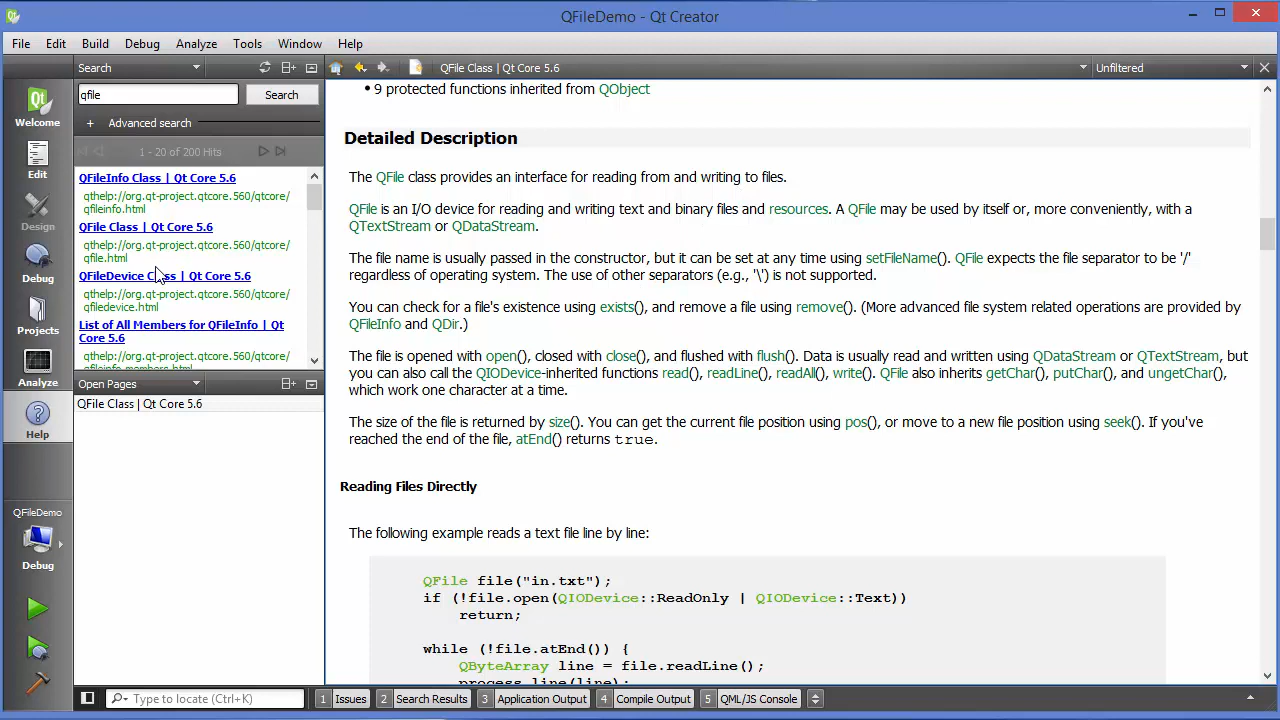 QFileDemo - Qt Creator
File Edit Build Debug Analyze Tools Window Help
Search
QFile Class | Qt Core 5.6
Unfiltered
qfile
Search
+ Advanced search
1 - 20 of 200 Hits
QFileInfo Class | Qt Core 5.6
qthelp://org.qt-project.qtcore.560/qtcore/
qfileinfo.html
QFile Class | Qt Core 5.6
qthelp://org.qt-project.qtcore.560/qtcore/
qfile.html
QFileDevice Class | Qt Core 5.6
qthelp://org.qt-project.qtcore.560/qtcore/
qfiledevice.html
List of All Members for QFileInfo | Qt
Core 5.6
qthelp://org.qt-project.qtcore.560/qtcore/
qfileinfo-members.html
Open Pages
QFile Class | Qt Core 5.6
Welcome
Edit
Design
Debug
Projects
Analyze
Help
QFileDemo
Debug
• 9 protected functions inherited from QObject
Detailed Description
The QFile class provides an interface for reading from and writing to files.
QFile is an I/O device for reading and writing text and binary files and resources. A QFile may be used by itself or, more conveniently, with a
QTextStream or QDataStream.
The file name is usually passed in the constructor, but it can be set at any time using setFileName(). QFile expects the file separator to be '/'
regardless of operating system. The use of other separators (e.g., '\') is not supported.
You can check for a file's existence using exists(), and remove a file using remove(). (More advanced file system related operations are provided by
QFileInfo and QDir.)
The file is opened with open(), closed with close(), and flushed with flush(). Data is usually read and written using QDataStream or QTextStream, but
you can also call the QIODevice-inherited functions read(), readLine(), readAll(), write(). QFile also inherits getChar(), putChar(), and ungetChar(),
which work one character at a time.
The size of the file is returned by size(). You can get the current file position using pos(), or move to a new file position using seek(). If you've
reached the end of the file, atEnd() returns true.
Reading Files Directly
The following example reads a text file line by line:
QFile file("in.txt");
if (!file.open(QIODevice::ReadOnly | QIODevice::Text))
return;
while (!file.atEnd()) {
QByteArray line = file.readLine();
process_line(line);
Type to locate (Ctrl+K)
1 Issues
2 Search Results
3 Application Output
4 Compile Output
5 QML/JS Console